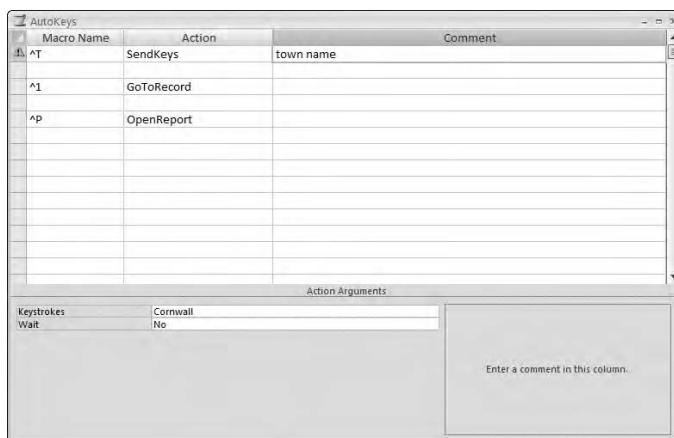 AutoKeys
Macro Name Action Comment
^T SendKeys town name
^1 GoToRecord
^P OpenReport
Action Arguments
Keystrokes Cornwall
Wait No
Enter a comment in this column.